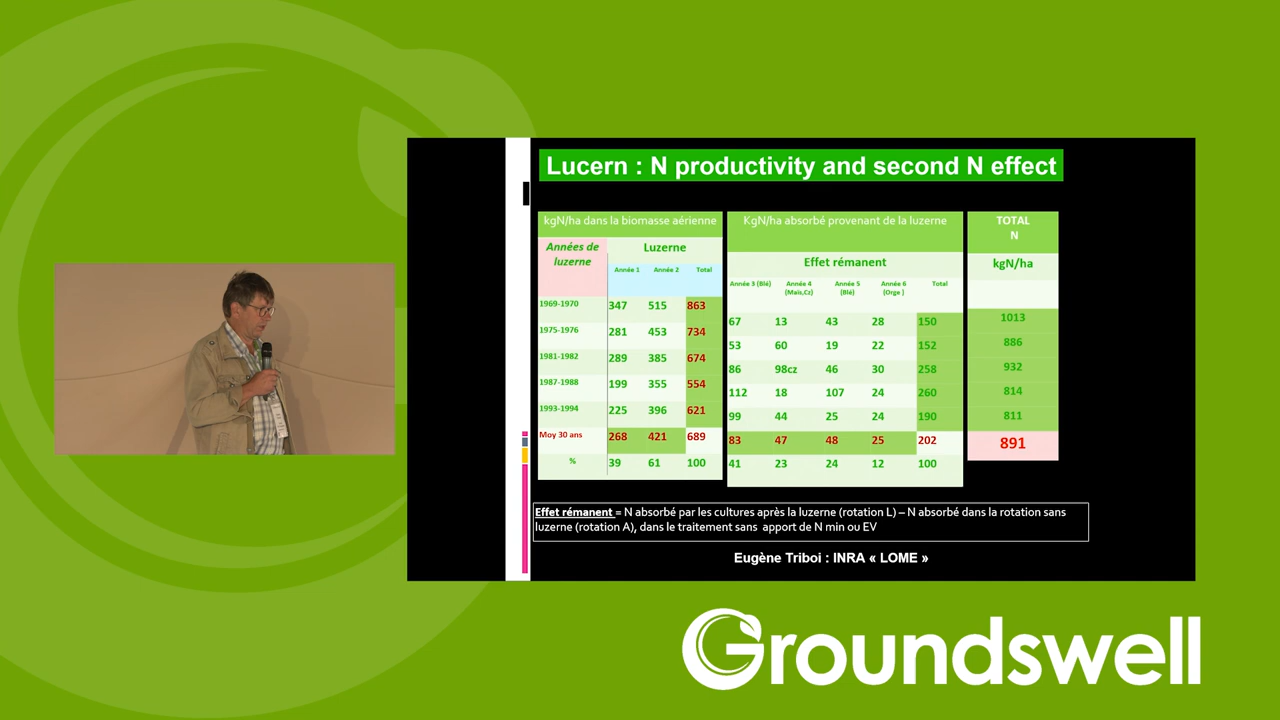 Lucern : N productivity and second N effect
kgN/ha dans la biomasse aérienne
Années de
luzerne
Luzerne
Année 1 Année 2 Total
1969-1970 347 515 863
1975-1976 281 453 734
1981-1982 289 385 674
1987-1988 199 355 554
1993-1994 225 396 621
Moy 30 ans 268 421 689
% 39 61 100
KgN/ha absorbé provenant de la luzerne
Effet rémanent
Année 3 (Blé) Année 4 (Maïs,Cz) Année 5 (Blé) Année 6 (Orge ) Total
67 13 43 28 150
53 60 19 22 152
86 98cz 46 30 258
112 18 107 24 260
99 44 25 24 190
83 47 48 25 202
41 23 24 12 100
TOTAL
N
kgN/ha
1013
886
932
814
811
891
Effet rémanent = N absorbé par les cultures après la luzerne (rotation L) – N absorbé dans la rotation sans
luzerne (rotation A), dans le traitement sans apport de N min ou EV
Eugène Triboi : INRA « LOME »
Groundswell